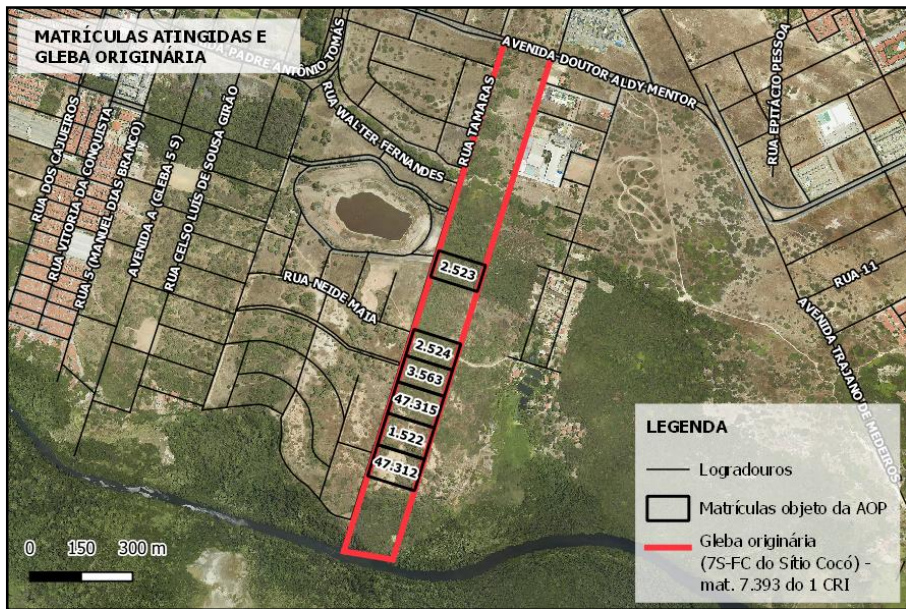 MATRÍCULAS ATINGIDAS E
GLEBA ORIGINÁRIA
PADRE ANTÔNIO TOMÁS
AVENIDA DOUTOR ALDY MENTOR
RUA TAMARAS
RUA WALTER FERNANDES
RUA EPITÁCIO PESSOA
RUA DOS CAJUEIROS
RUA VITORIA DA CONQUISTA
RUA 5 (MANUEL DIAS BRANCO)
AVENIDA A (GLEBA 5 S)
RUA CELSO LUÍS DE SOUSA GIRÃO
RUA NEIDE MAIA
RUA 11
AVENIDA TRAJANO DE MEDEIROS
2.523
2.524
3.563
47.315
1.522
47.312
0 150 300 m
LEGENDA
Logradouros
Matrículas objeto da AOP
Gleba originária
(7S-FC do Sítio Cocó) -
mat. 7.393 do 1 CRI